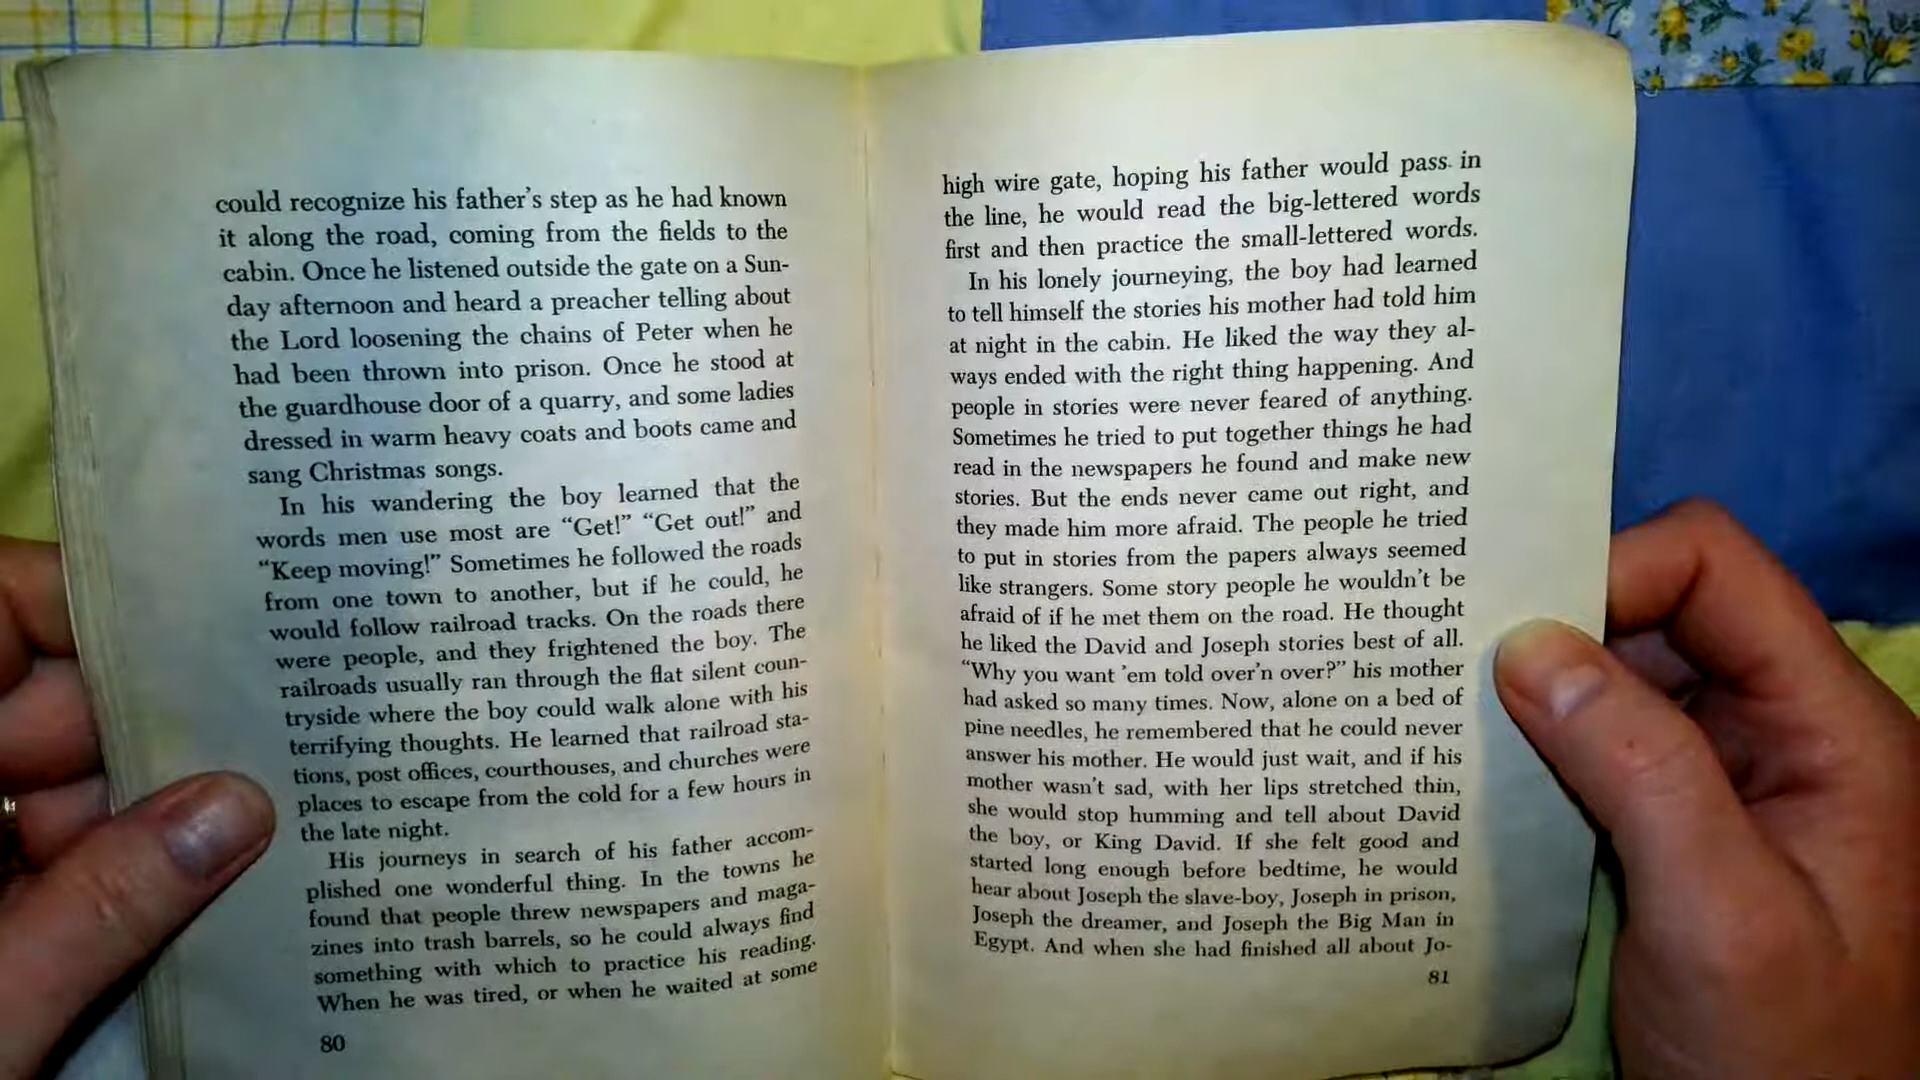 could recognize his father's step as he had known
it along the road, coming from the fields to the
cabin. Once he listened outside the gate on a Sun-
day afternoon and heard a preacher telling about
the Lord loosening the chains of Peter when he
had been thrown into prison. Once he stood at
the guardhouse door of a quarry, and some ladies
dressed in warm heavy coats and boots came and
sang Christmas songs.
In his wandering the boy learned that the
words men use most are “Get!” “Get out!” and
“Keep moving!” Sometimes he followed the roads
from one town to another, but if he could, he
would follow railroad tracks. On the roads there
were people, and they frightened the boy. The
railroads usually ran through the flat silent coun-
tryside where the boy could walk alone with his
terrifying thoughts. He learned that railroad sta-
tions, post offices, courthouses, and churches were
places to escape from the cold for a few hours in
the late night.
His journeys in search of his father accom-
plished one wonderful thing. In the towns he
found that people threw newspapers and maga-
zines into trash barrels, so he could always find
something with which to practice his reading.
When he was tired, or when he waited at some
80
high wire gate, hoping his father would pass in
the line, he would read the big-lettered words
first and then practice the small-lettered words.
In his lonely journeying, the boy had learned
to tell himself the stories his mother had told him
at night in the cabin. He liked the way they al-
ways ended with the right thing happening. And
people in stories were never feared of anything.
Sometimes he tried to put together things he had
read in the newspapers he found and make new
stories. But the ends never came out right, and
they made him more afraid. The people he tried
to put in stories from the papers always seemed
like strangers. Some story people he wouldn't be
afraid of if he met them on the road. He thought
he liked the David and Joseph stories best of all.
“Why you want 'em told over'n over?” his mother
had asked so many times. Now, alone on a bed of
pine needles, he remembered that he could never
answer his mother. He would just wait, and if his
mother wasn't sad, with her lips stretched thin,
she would stop humming and tell about David
the boy, or King David. If she felt good and
started long enough before bedtime, he would
hear about Joseph the slave-boy, Joseph in prison,
Joseph the dreamer, and Joseph the Big Man in
Egypt. And when she had finished all about Jo-
81